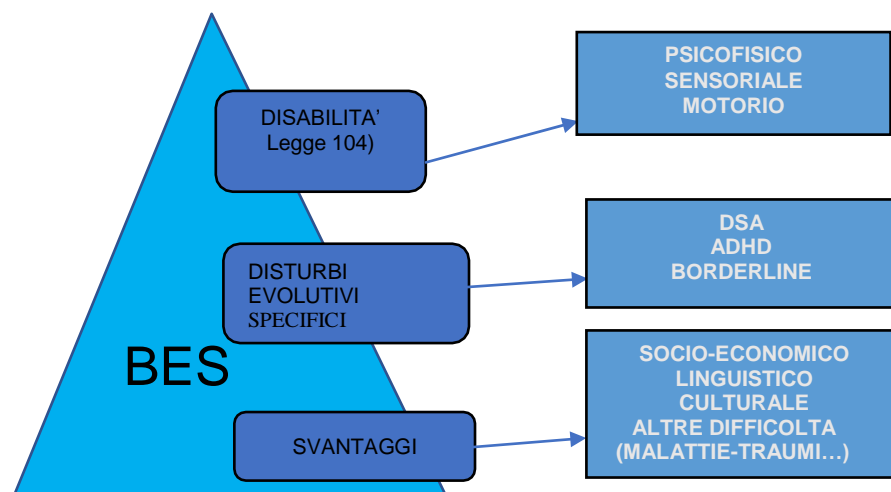 PSICOFISICO
SENSORIALE
MOTORIO
DISABILITA’
Legge 104)
DSA
ADHD
BORDERLINE
DISTURBI
EVOLUTIVI
SPECIFICI
BES
SOCIO-ECONOMICO
LINGUISTICO
CULTURALE
ALTRE DIFFICOLTA
(MALATTIE-TRAUMI…)
SVANTAGGI